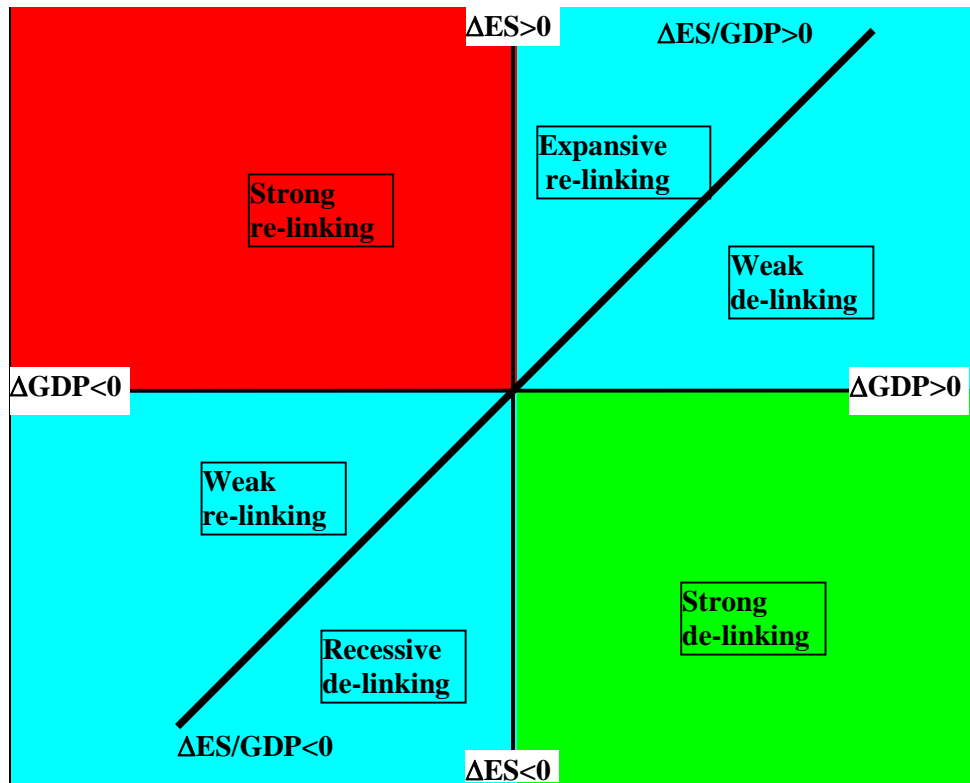 ΔES>0
ΔES/GDP>0
Expansive
re-linking
Strong
re-linking
Weak
de-linking
ΔGDP<0
ΔGDP>0
Weak
re-linking
Strong
de-linking
Recessive
de-linking
ΔES/GDP<0
ΔES<0